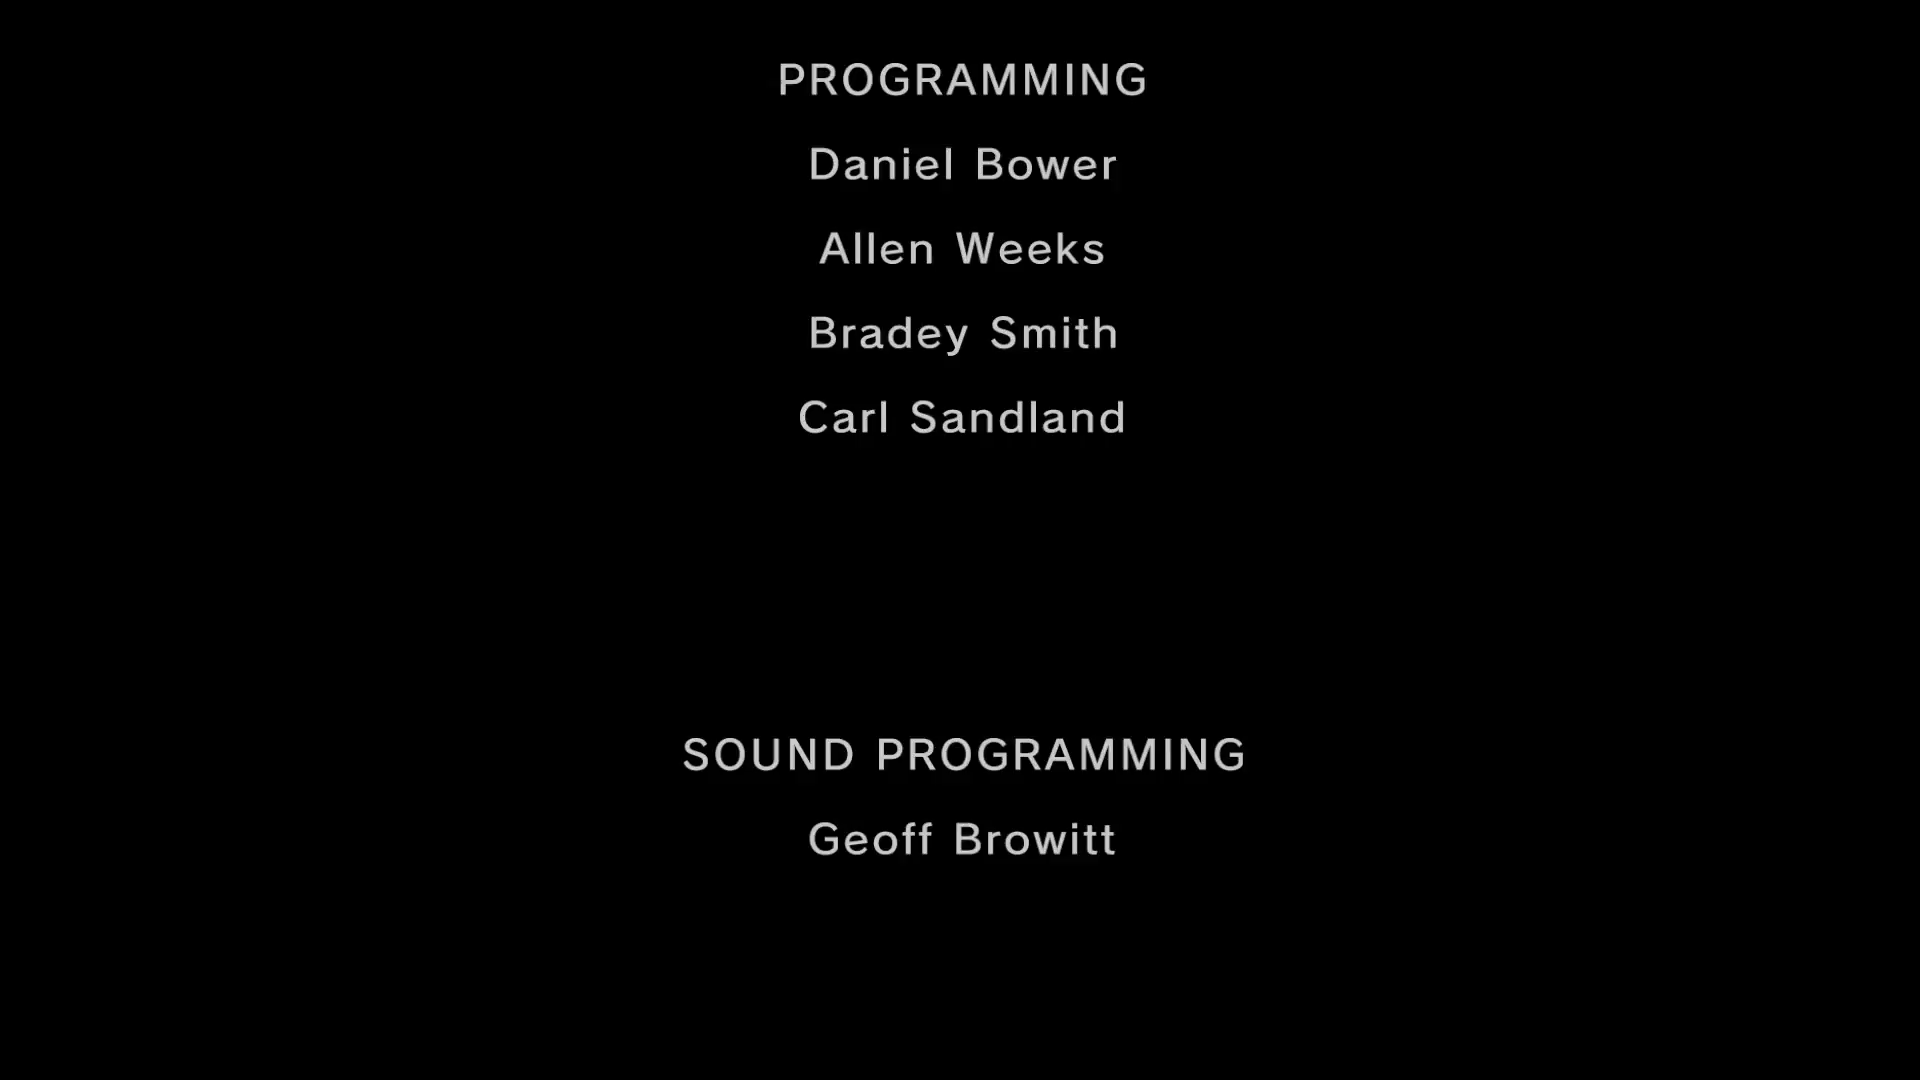 PROGRAMMING
Daniel Bower
Allen Weeks
Bradey Smith
Carl Sandland
SOUND PROGRAMMING
Geoff Browitt